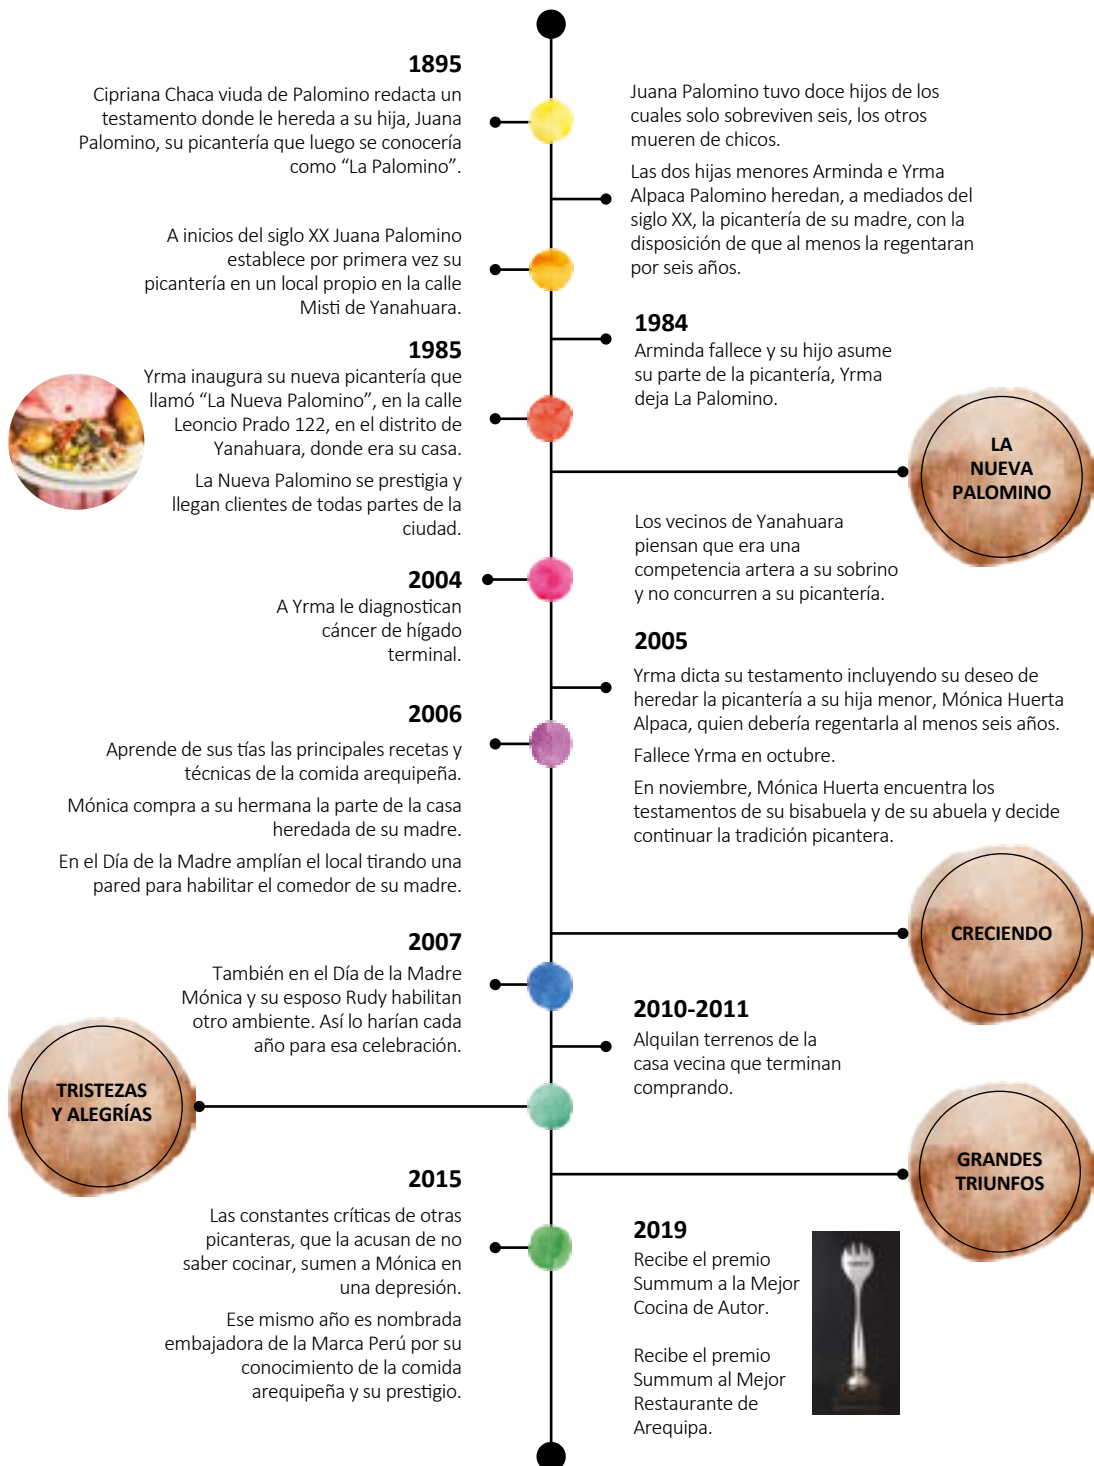 1895
Cipriana Chaca viuda de Palomino redacta un
testamento donde le hereda a su hija, Juana
Palomino, su picantería que luego se conocería
como “La Palomino”.
Juana Palomino tuvo doce hijos de los
cuales solo sobreviven seis, los otros
mueren de chicos.
Las dos hijas menores Arminda e Yrma
Alpaca Palomino heredan, a mediados del
siglo XX, la picantería de su madre, con la
disposición de que al menos la regentaran
por seis años.
A inicios del siglo XX Juana Palomino
establece por primera vez su
picantería en un local propio en la calle
Misti de Yanahuara.
1984
Arminda fallece y su hijo asume
su parte de la picantería, Yrma
deja La Palomino.
1985
Yrma inaugura su nueva picantería que
llamó “La Nueva Palomino”, en la calle
Leoncio Prado 122, en el distrito de
Yanahuara, donde era su casa.
La Nueva Palomino se prestigia y
llegan clientes de todas partes de la
ciudad.
LA
NUEVA
PALOMINO
Los vecinos de Yanahuara
piensan que era una
competencia artera a su sobrino
y no concurren a su picantería.
2004
A Yrma le diagnostican
cáncer de hígado
terminal.
2005
Yrma dicta su testamento incluyendo su deseo de
heredar la picantería a su hija menor, Mónica Huerta
Alpaca, quien debería regentarla al menos seis años.
Fallece Yrma en octubre.
En noviembre, Mónica Huerta encuentra los
testamentos de su bisabuela y de su abuela y decide
continuar la tradición picantera.
2006
Aprende de sus tías las principales recetas y
técnicas de la comida arequipeña.
Mónica compra a su hermana la parte de la casa
heredada de su madre.
En el Día de la Madre amplían el local tirando una
pared para habilitar el comedor de su madre.
CRECIENDO
2007
También en el Día de la Madre
Mónica y su esposo Rudy habilitan
otro ambiente. Así lo harían cada
año para esa celebración.
2010-2011
Alquilan terrenos de la
casa vecina que terminan
comprando.
TRISTEZAS
Y ALEGRÍAS
GRANDES
TRIUNFOS
2015
Las constantes críticas de otras
picanteras, que la acusan de no
saber cocinar, sumen a Mónica en
una depresión.
Ese mismo año es nombrada
embajadora de la Marca Perú por su
conocimiento de la comida
arequipeña y su prestigio.
2019
Recibe el premio
Summum a la Mejor
Cocina de Autor.
Recibe el premio
Summum al Mejor
Restaurante de
Arequipa.